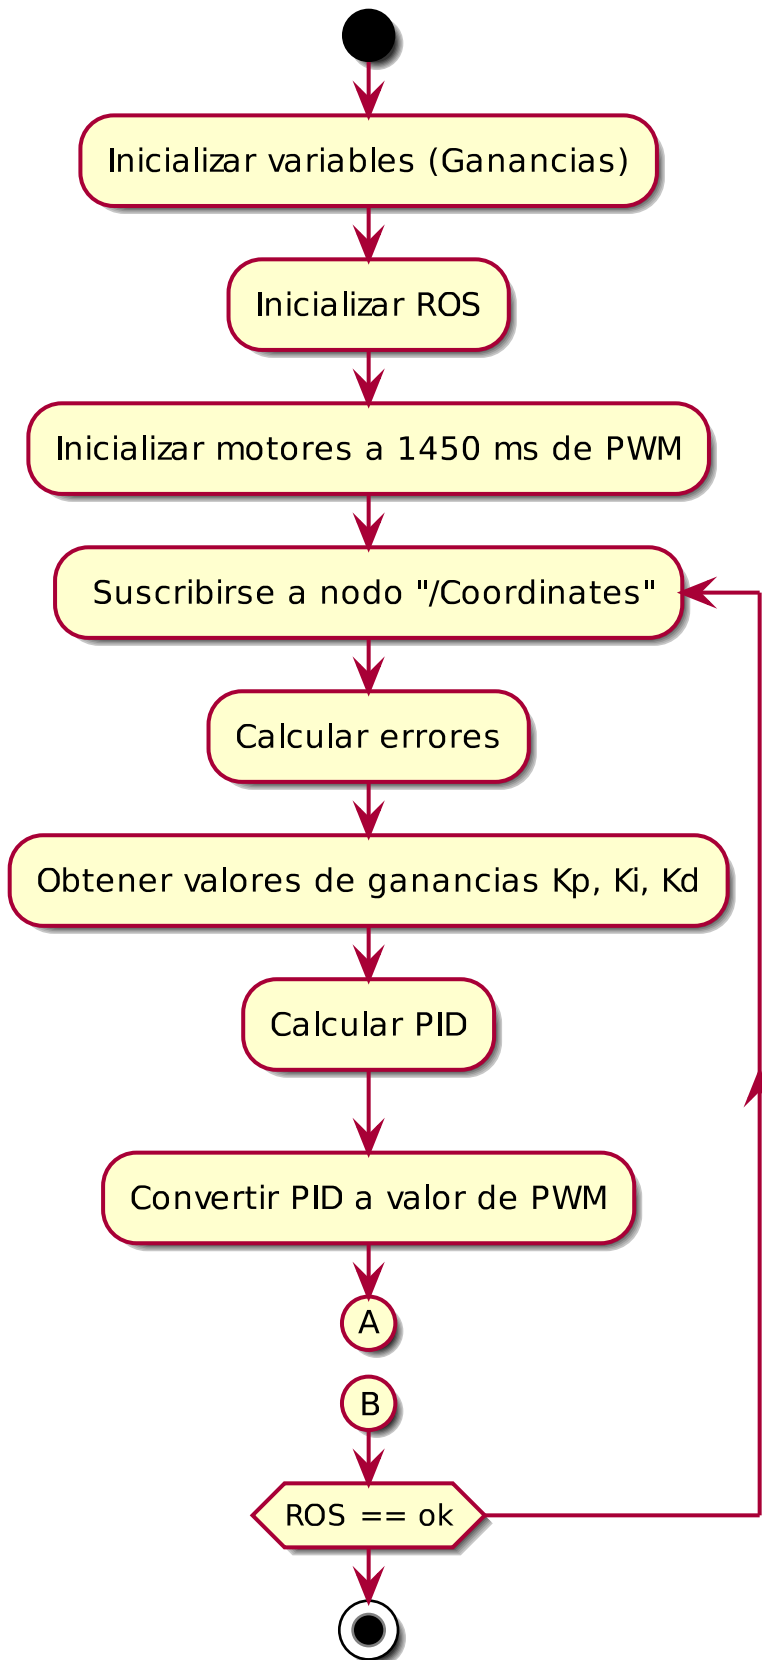 Inicializar variables (Ganancias)
Inicializar ROS
Inicializar motores a 1450 ms de PWM
Suscribirse a nodo "/Coordinates"
Calcular errores
Obtener valores de ganancias Kp, Ki, Kd
Calcular PID
Convertir PID a valor de PWM
A
B
ROS == ok